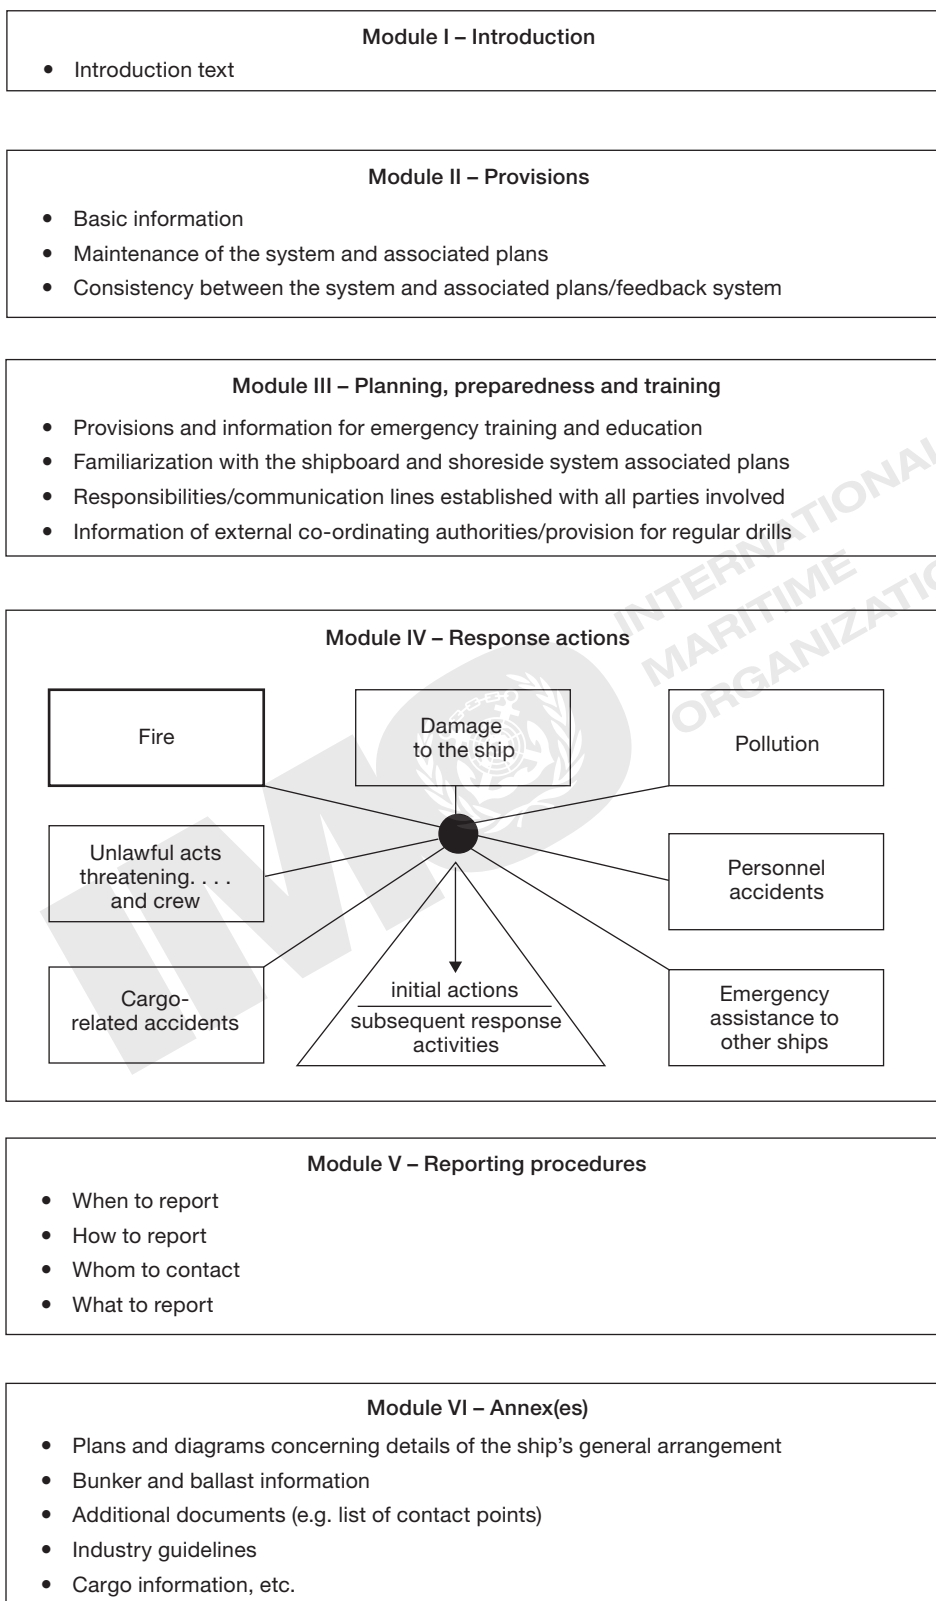 Module I – Introduction
• Introduction text
Module II – Provisions
• Basic information
• Maintenance of the system and associated plans
• Consistency between the system and associated plans/feedback system
Module III – Planning, preparedness and training
• Provisions and information for emergency training and education
• Familiarization with the shipboard and shoreside system associated plans
• Responsibilities/communication lines established with all parties involved
• Information of external co-ordinating authorities/provision for regular drills
INTERNATIONAL
MARITIME
Module IV – Response actions
Fire
Damage
to the ship
Pollution
Unlawful acts
threatening. . . .
and crew
Personnel
accidents
Cargo-
related accidents
initial actions
subsequent response
activities
Emergency
assistance to
other ships
IMO
Module V – Reporting procedures
• When to report
• How to report
• Whom to contact
• What to report
Module VI – Annex(es)
• Plans and diagrams concerning details of the ship's general arrangement
• Bunker and ballast information
• Additional documents (e.g. list of contact points)
• Industry guidelines
• Cargo information, etc.